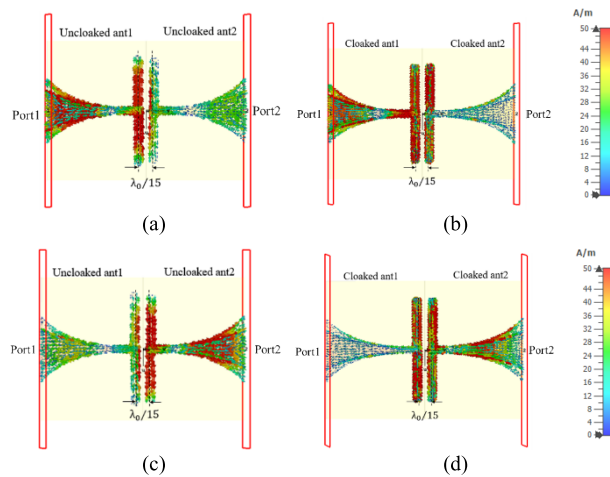 A/m
Uncloaked ant1 Uncloaked ant2
Cloaked ant1 Cloaked ant2
50
44
40
36
32
28
24
20
16
12
8
4
0
Port1 Port2
Port1 Port2
λ₀/15
λ₀/15
(a)
(b)
A/m
Uncloaked ant1 Uncloaked ant2
Cloaked ant1 Cloaked ant2
50
44
40
36
32
28
24
20
16
12
8
4
0
Port1 Port2
Port1 Port2
λ₀/15
λ₀/15
(c)
(d)